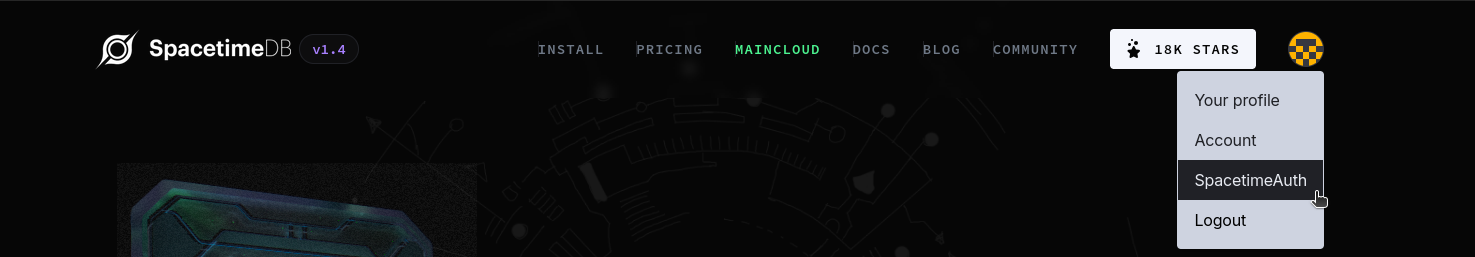 SpacetimeDB v1.4
INSTALL PRICING MAINCLOUD DOCS BLOG COMMUNITY 18K STARS
Your profile
Account
SpacetimeAuth
Logout